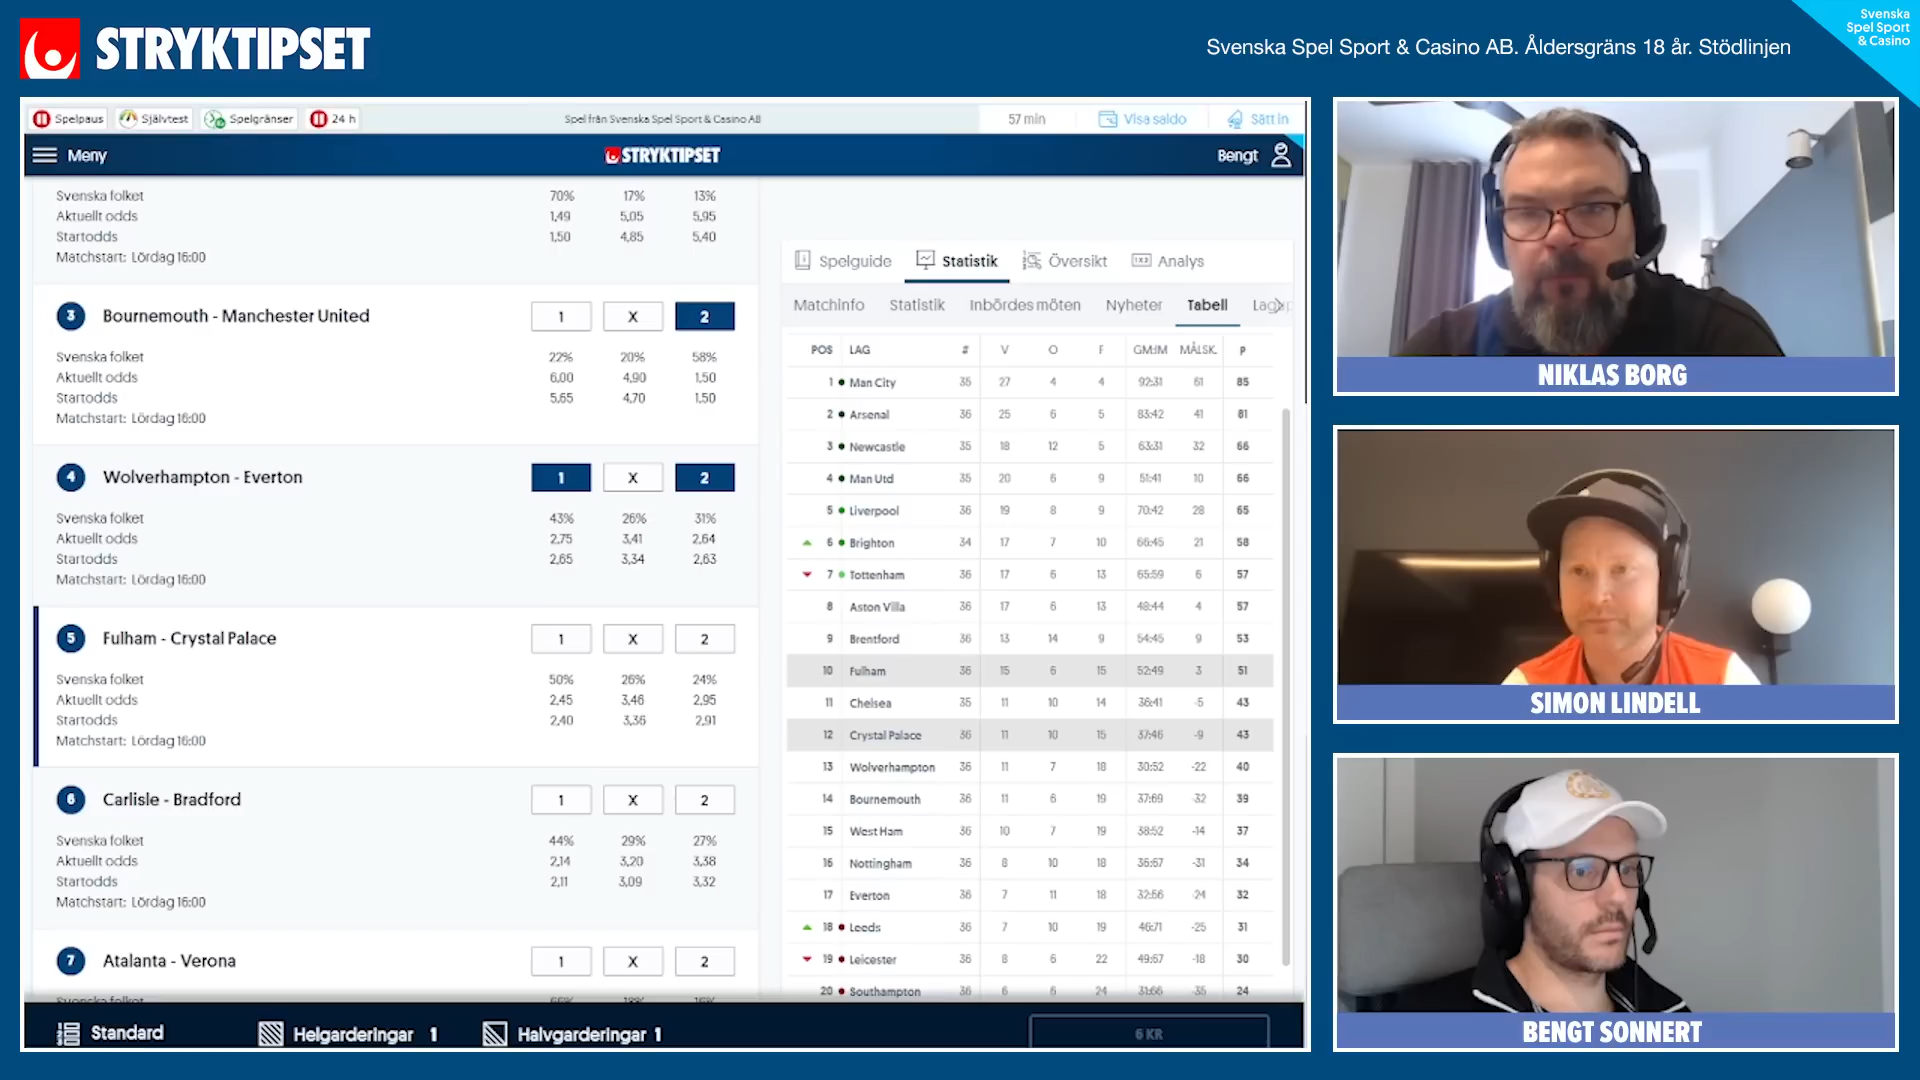 STRYKTIPSET
Svenska Spel Sport & Casino AB. Åldersgräns 18 år. Stödlinjen
Svenska
Spel Sport
& Casino
Spelpaus Självtest Spelgränser 24 h Spel från Svenska Spel Sport & Casino AB 57 min Visa saldo Sätt in
Meny STRYKTIPSET Bengt
Svenska folket 70% 17% 13%
Aktuellt odds 1,49 5,05 5,95
Startodds 1,50 4,85 5,40
Matchstart: Lördag 16:00
3 Bournemouth - Manchester United 1 X 2
Svenska folket 22% 20% 58%
Aktuellt odds 6,00 4,90 1,50
Startodds 5,65 4,70 1,50
Matchstart: Lördag 16:00
4 Wolverhampton - Everton 1 X 2
Svenska folket 43% 26% 31%
Aktuellt odds 2,75 3,41 2,64
Startodds 2,65 3,34 2,63
Matchstart: Lördag 16:00
5 Fulham - Crystal Palace 1 X 2
Svenska folket 50% 26% 24%
Aktuellt odds 2,45 3,46 2,95
Startodds 2,40 3,36 2,91
Matchstart: Lördag 16:00
6 Carlisle - Bradford 1 X 2
Svenska folket 44% 29% 27%
Aktuellt odds 2,14 3,20 3,38
Startodds 2,11 3,09 3,32
Matchstart: Lördag 16:00
7 Atalanta - Verona 1 X 2
Svenska folket 66% 18% 16%
Standard Helgarderingar 1 Halvgarderingar 1 6 KR
Spelguide Statistik Översikt Analys
Matchinfo Statistik Inbördes möten Nyheter Tabell
POS LAG # V O F GM:IM MÅLSK. P
1 Man City 35 27 4 4 92:31 61 85
2 Arsenal 36 25 6 5 83:42 41 81
3 Newcastle 35 18 12 5 63:31 32 66
4 Man Utd 35 20 6 9 51:41 10 66
5 Liverpool 36 19 8 9 70:42 28 65
6 Brighton 34 17 7 10 66:45 21 58
7 Tottenham 36 17 6 13 65:59 6 57
8 Aston Villa 36 17 6 13 48:44 4 57
9 Brentford 36 13 14 9 54:45 9 53
10 Fulham 36 15 6 15 52:49 3 51
11 Chelsea 35 11 10 14 36:41 -5 43
12 Crystal Palace 36 11 10 15 37:46 -9 43
13 Wolverhampton 36 11 7 18 30:52 -22 40
14 Bournemouth 36 11 6 19 37:69 -32 39
15 West Ham 36 10 7 19 38:52 -14 37
16 Nottingham 36 8 10 18 36:67 -31 34
17 Everton 36 7 11 18 32:56 -24 32
18 Leeds 36 7 10 19 46:71 -25 31
19 Leicester 36 8 6 22 49:67 -18 30
20 Southampton 36 6 6 24 31:66 -35 24
NIKLAS BORG
SIMON LINDELL
BENGT SONNERT